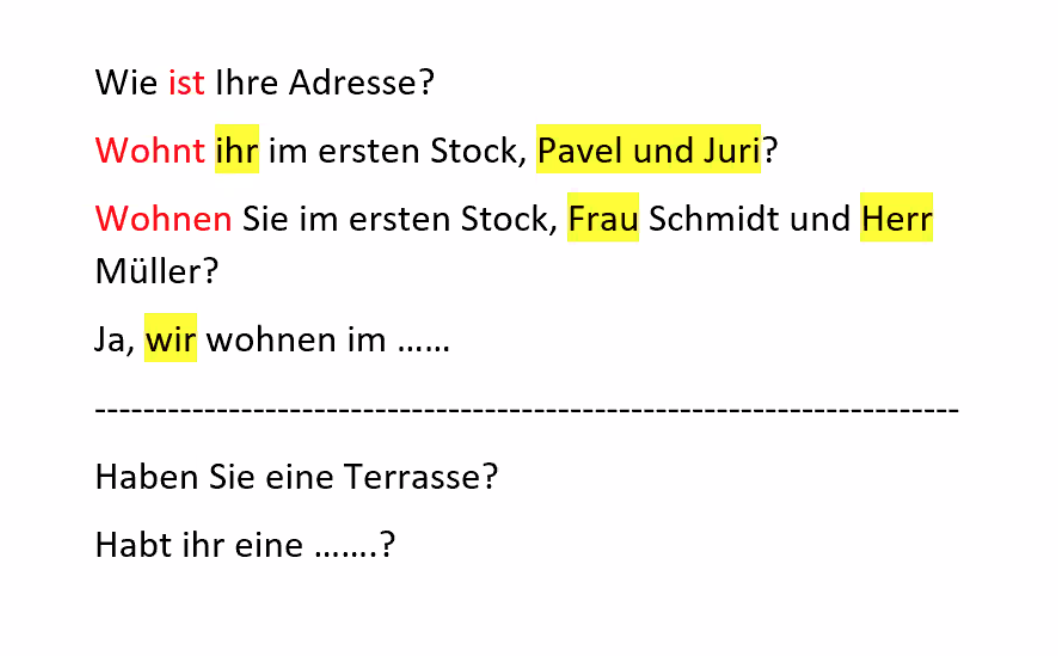 Wie ist Ihre Adresse?
Wohnt ihr im ersten Stock, Pavel und Juri?
Wohnen Sie im ersten Stock, Frau Schmidt und Herr
Müller?
Ja, wir wohnen im ......
-----------------------------------------------------------------------
Haben Sie eine Terrasse?
Habt ihr eine .......?